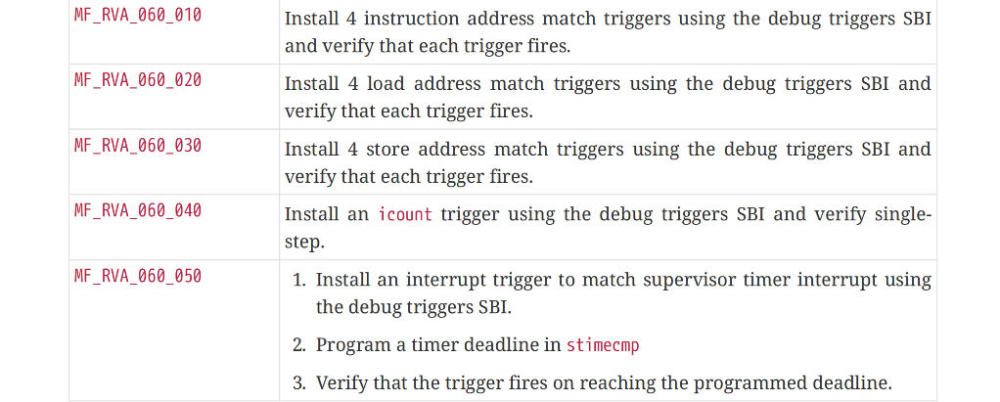 MF_RVA_060_010
Install 4 instruction address match triggers using the debug triggers SBI
and verify that each trigger fires.
MF_RVA_060_020
Install 4 load address match triggers using the debug triggers SBI and
verify that each trigger fires.
MF_RVA_060_030
Install 4 store address match triggers using the debug triggers SBI and
verify that each trigger fires.
MF_RVA_060_040
Install an icount trigger using the debug triggers SBI and verify single-
step.
MF_RVA_060_050
1. Install an interrupt trigger to match supervisor timer interrupt using
the debug triggers SBI.
2. Program a timer deadline in stimecmp
3. Verify that the trigger fires on reaching the programmed deadline.